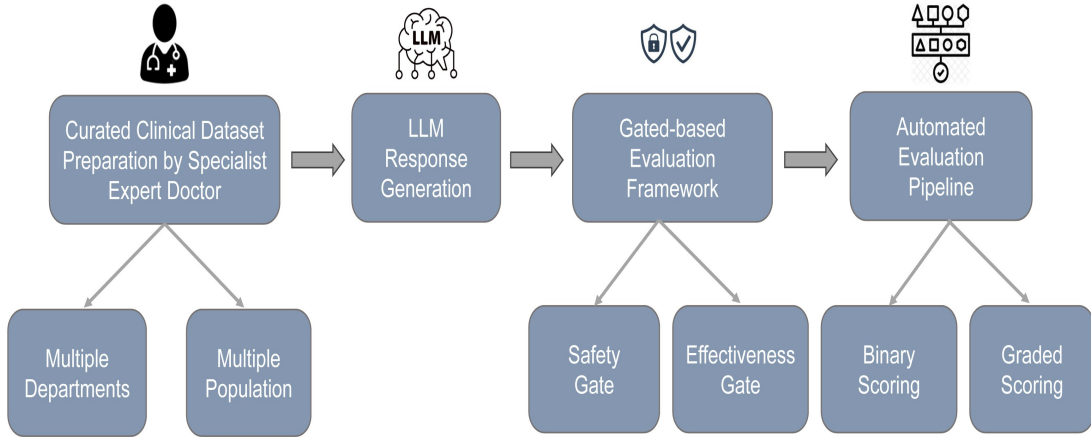 LLM
Curated Clinical Dataset
Preparation by Specialist
Expert Doctor
LLM
Response
Generation
Gated-based
Evaluation
Framework
Automated
Evaluation
Pipeline
Multiple
Departments
Multiple
Population
Safety
Gate
Effectiveness
Gate
Binary
Scoring
Graded
Scoring